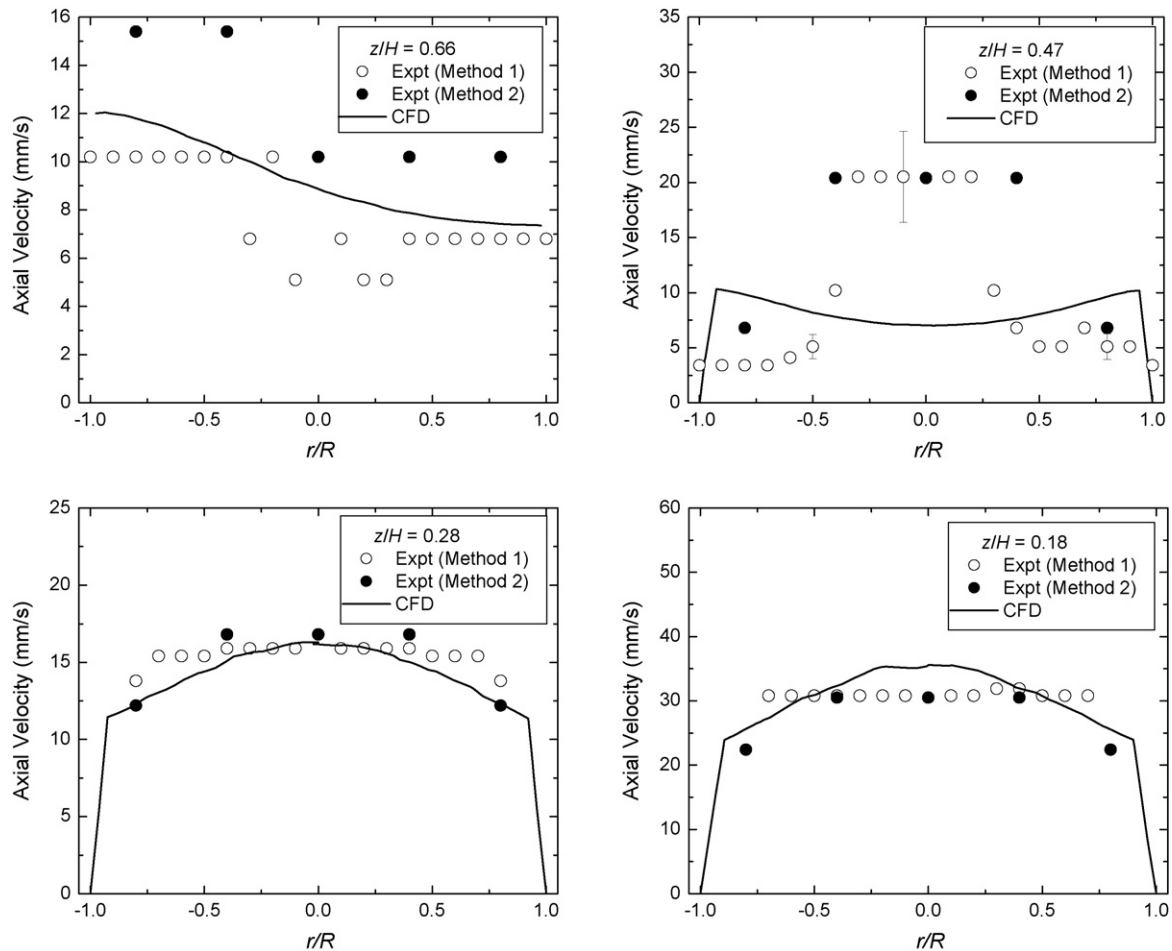 16
14
12
10
8
6
4
2
0
Axial Velocity (mm/s)
z/H = 0.66
Expt (Method 1)
Expt (Method 2)
CFD
-1.0 -0.5 0.0 0.5 1.0
r/R
35
30
25
20
15
10
5
0
Axial Velocity (mm/s)
z/H = 0.47
Expt (Method 1)
Expt (Method 2)
CFD
-1.0 -0.5 0.0 0.5 1.0
r/R
25
20
15
10
5
0
Axial Velocity (mm/s)
z/H = 0.28
Expt (Method 1)
Expt (Method 2)
CFD
-1.0 -0.5 0.0 0.5 1.0
r/R
60
50
40
30
20
10
0
Axial Velocity (mm/s)
z/H = 0.18
Expt (Method 1)
Expt (Method 2)
CFD
-1.0 -0.5 0.0 0.5 1.0
r/R